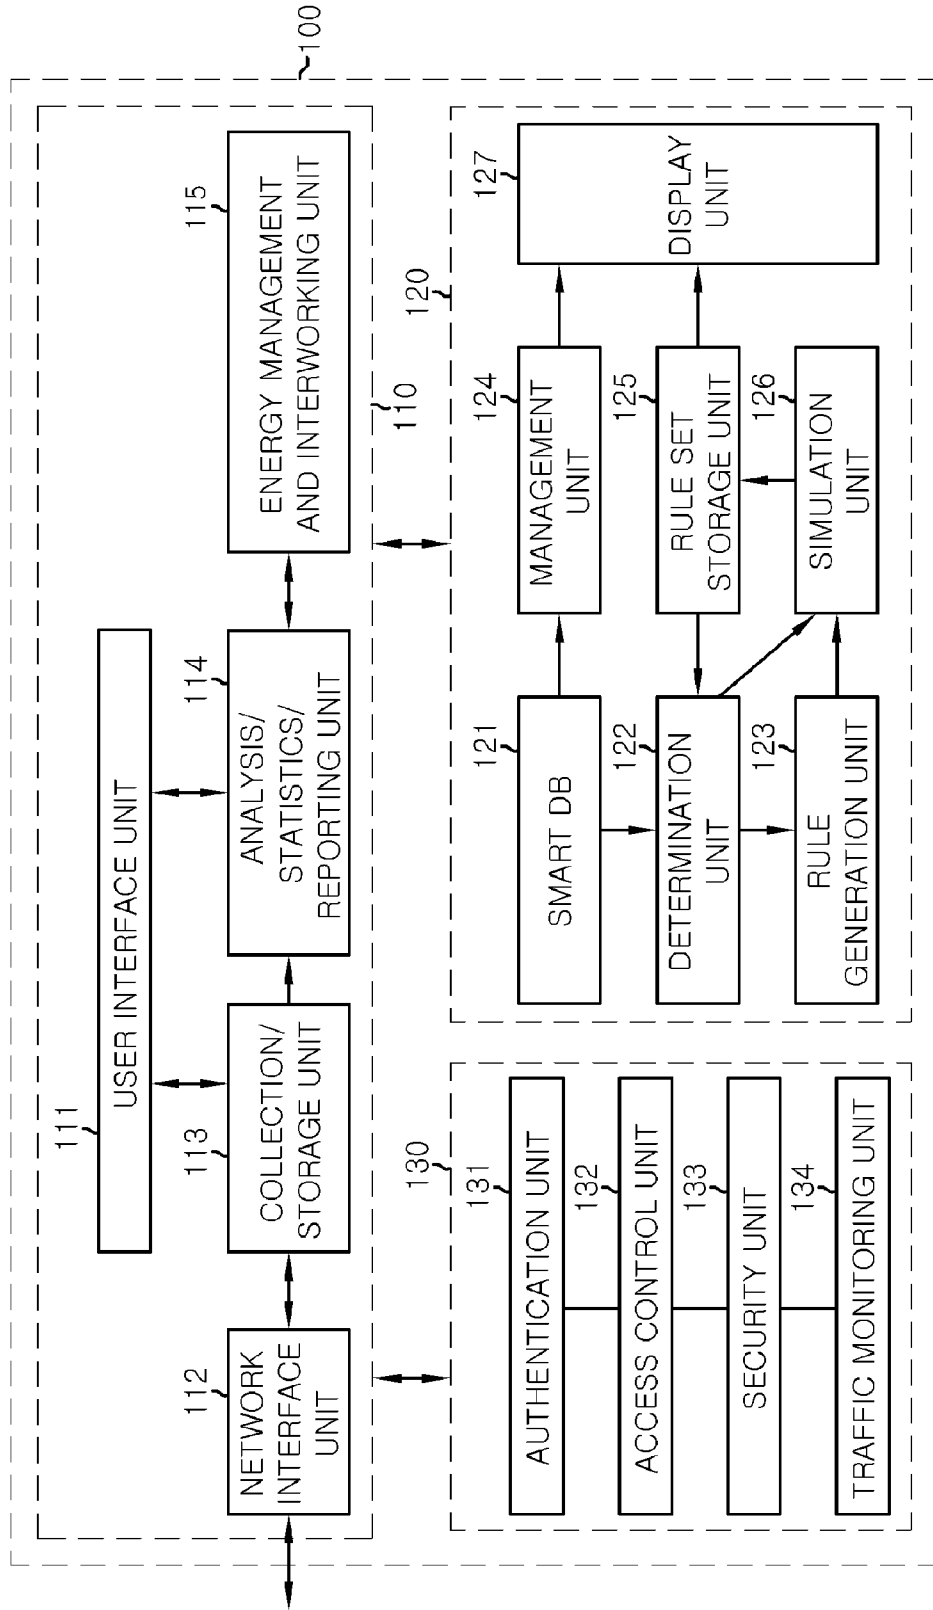 100
111
USER INTERFACE UNIT
112
NETWORK
INTERFACE
UNIT
113
COLLECTION/
STORAGE UNIT
114
ANALYSIS/
STATISTICS/
REPORTING UNIT
115
ENERGY MANAGEMENT
AND INTERWORKING UNIT
110
130
131
AUTHENTICATION UNIT
132
ACCESS CONTROL UNIT
133
SECURITY UNIT
134
TRAFFIC MONITORING UNIT
120
121
SMART DB
122
DETERMINATION
UNIT
123
RULE
GENERATION UNIT
124
MANAGEMENT
UNIT
125
RULE SET
STORAGE UNIT
126
SIMULATION
UNIT
127
DISPLAY
UNIT